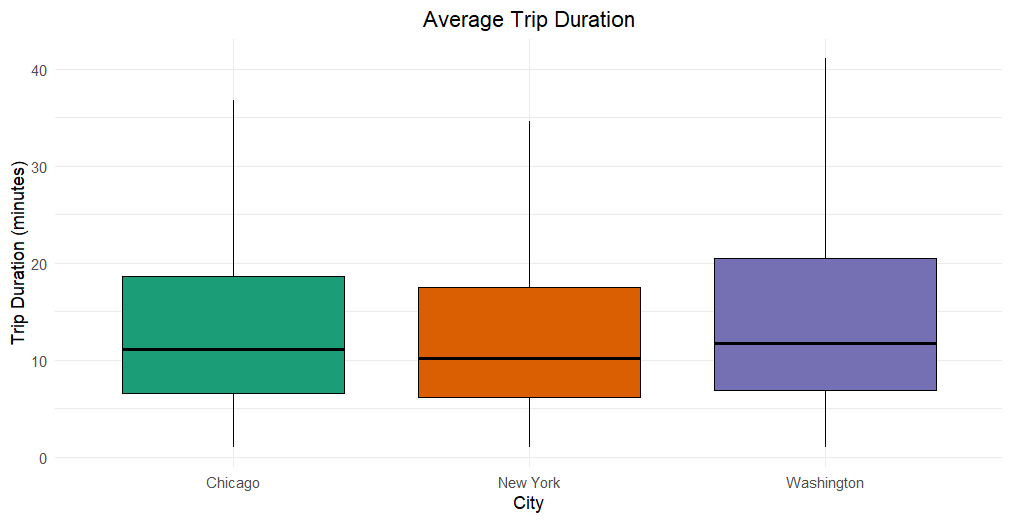 Average Trip Duration
Trip Duration (minutes)
40
30
20
10
0
Chicago New York Washington
City